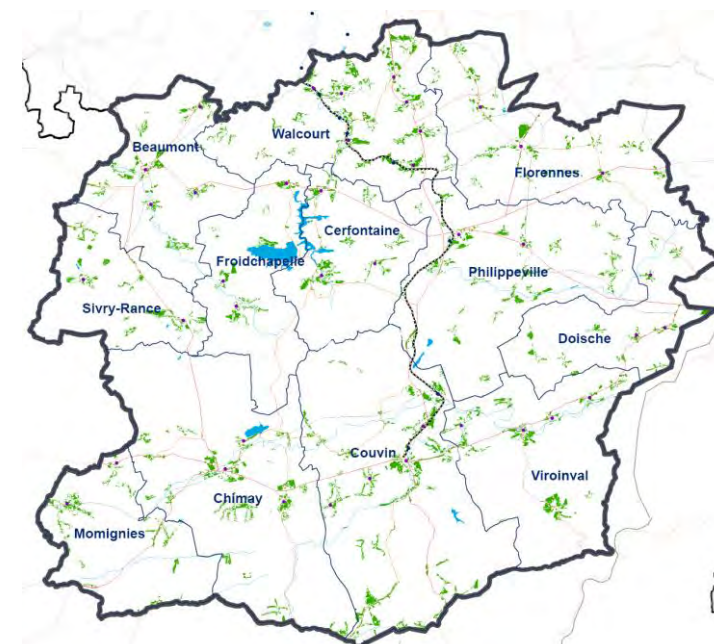 Walcourt
Beaumont
Florennes
Cerfontaine
Froidchapelle
Philippeville
Sivry-Rance
Doische
Couvin
Viroinval
Chimay
Momignies